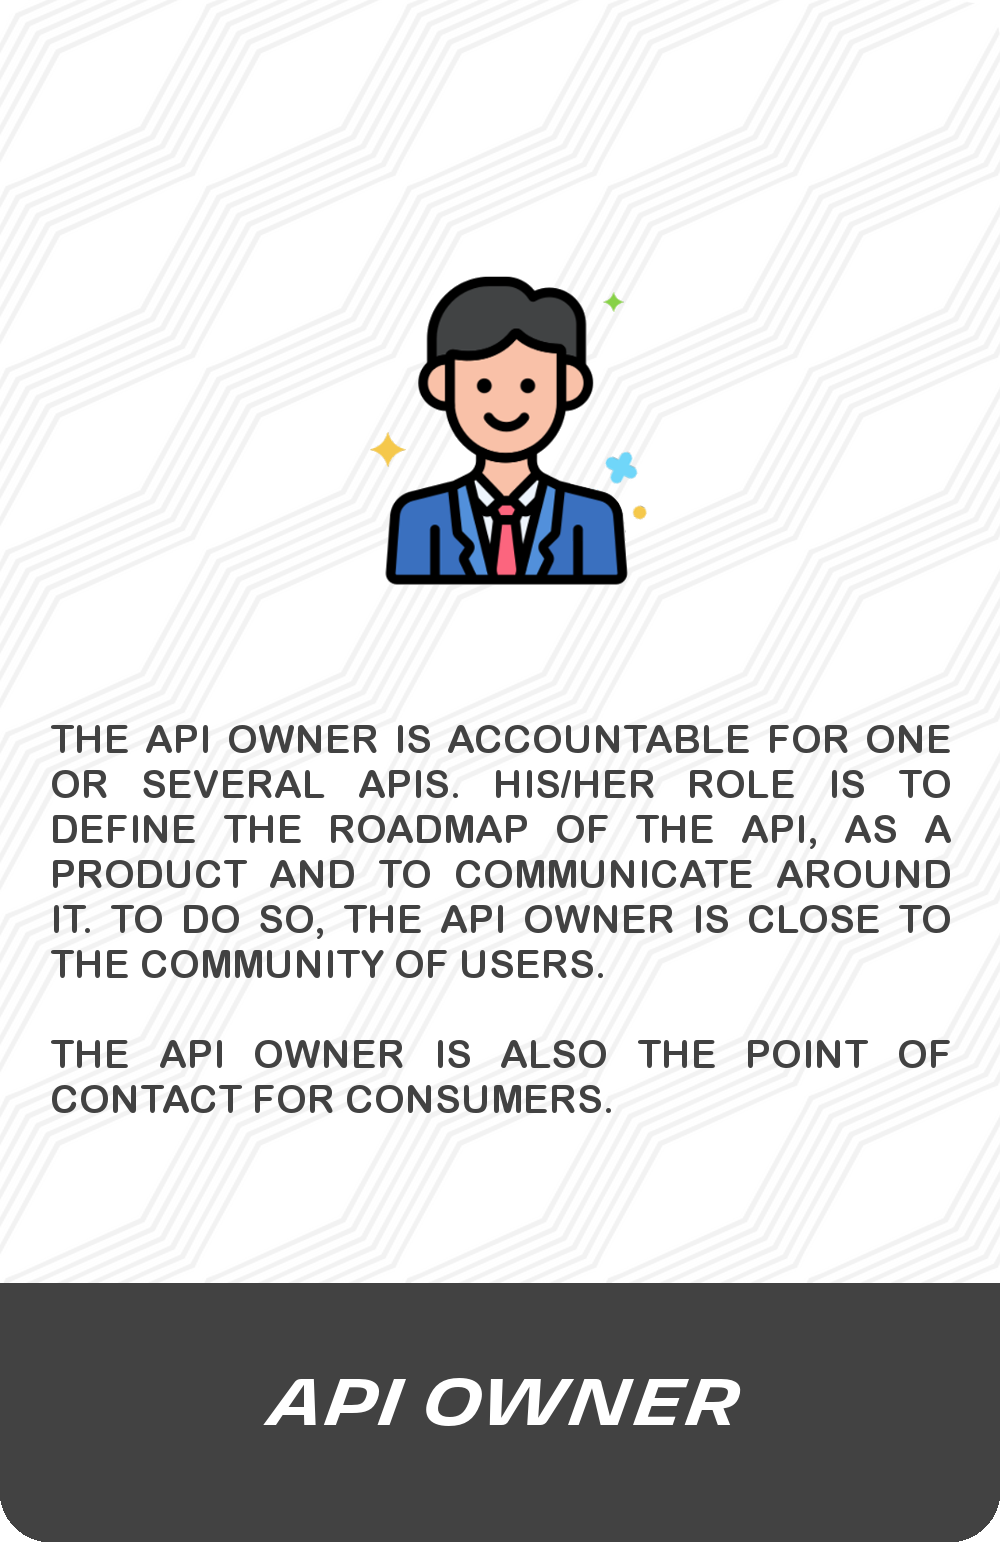 THE API OWNER IS ACCOUNTABLE FOR ONE
OR SEVERAL APIS. HIS/HER ROLE IS TO
DEFINE THE ROADMAP OF THE API, AS A
PRODUCT AND TO COMMUNICATE AROUND
IT. TO DO SO, THE API OWNER IS CLOSE TO
THE COMMUNITY OF USERS.
THE API OWNER IS ALSO THE POINT OF
CONTACT FOR CONSUMERS.
API OWNER